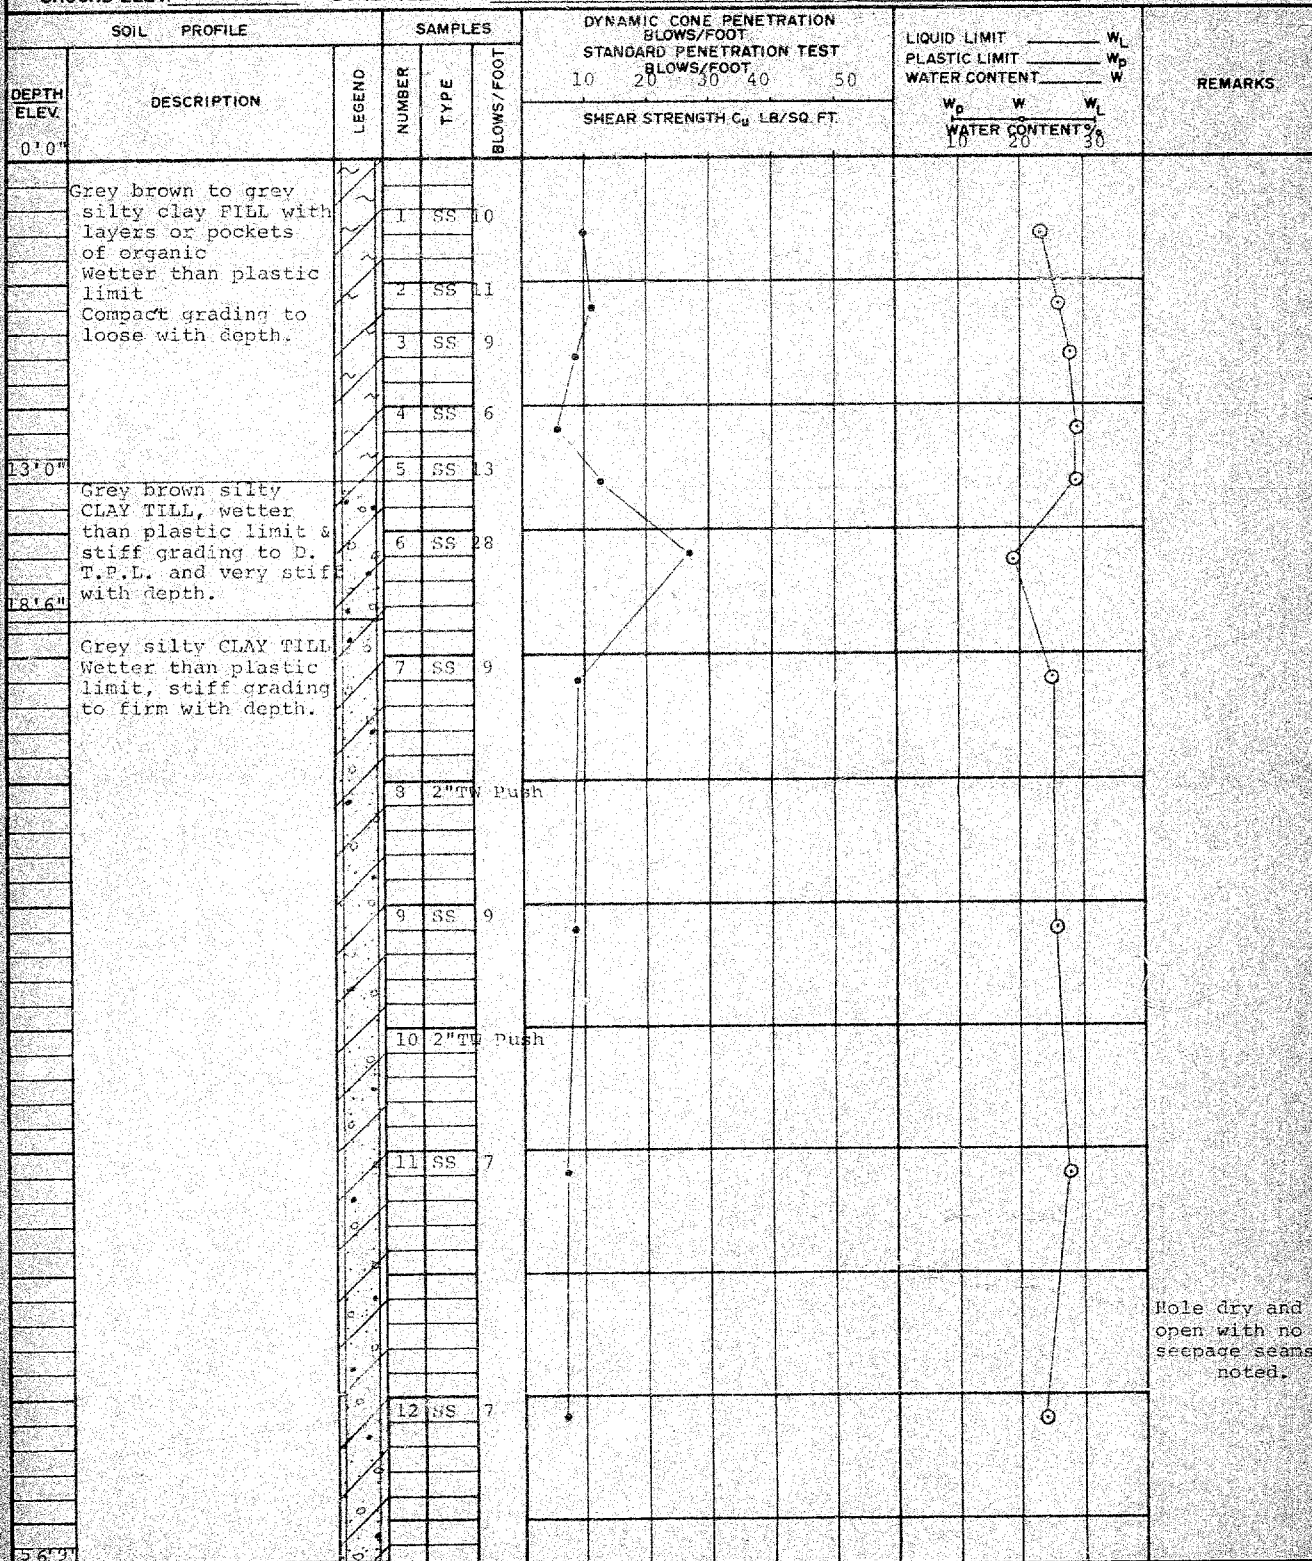 SOIL PROFILE
SAMPLES
DYNAMIC CONE PENETRATION
BLOWS/FOOT
STANDARD PENETRATION TEST
BLOWS/FOOT
10 20 30 40 50
SHEAR STRENGTH Cu LB/SQ. FT.
LIQUID LIMIT WL
PLASTIC LIMIT Wp
WATER CONTENT W
Wp W WL
WATER CONTENT %
10 20 30
REMARKS
DEPTH
ELEV.
DESCRIPTION
LEGEND
NUMBER
TYPE
BLOWS/FOOT
0'0"
Grey brown to grey
silty clay FILL with
layers or pockets
of organic
Wetter than plastic
limit
Compact grading to
loose with depth.
1 SS 10
2 SS 11
3 SS 9
4 SS 6
13'0"
5 SS 13
Grey brown silty
CLAY TILL, wetter
than plastic limit &
stiff grading to D.
T.P.L. and very stiff
with depth.
6 SS 28
18'6"
Grey silty CLAY TILL
Wetter than plastic
limit, stiff grading
to firm with depth.
7 SS 9
8 2"TW Push
9 SS 9
10 2"TW Push
11 SS 7
Hole dry and
open with no
seepage seams
noted.
12 SS 7
56'9"